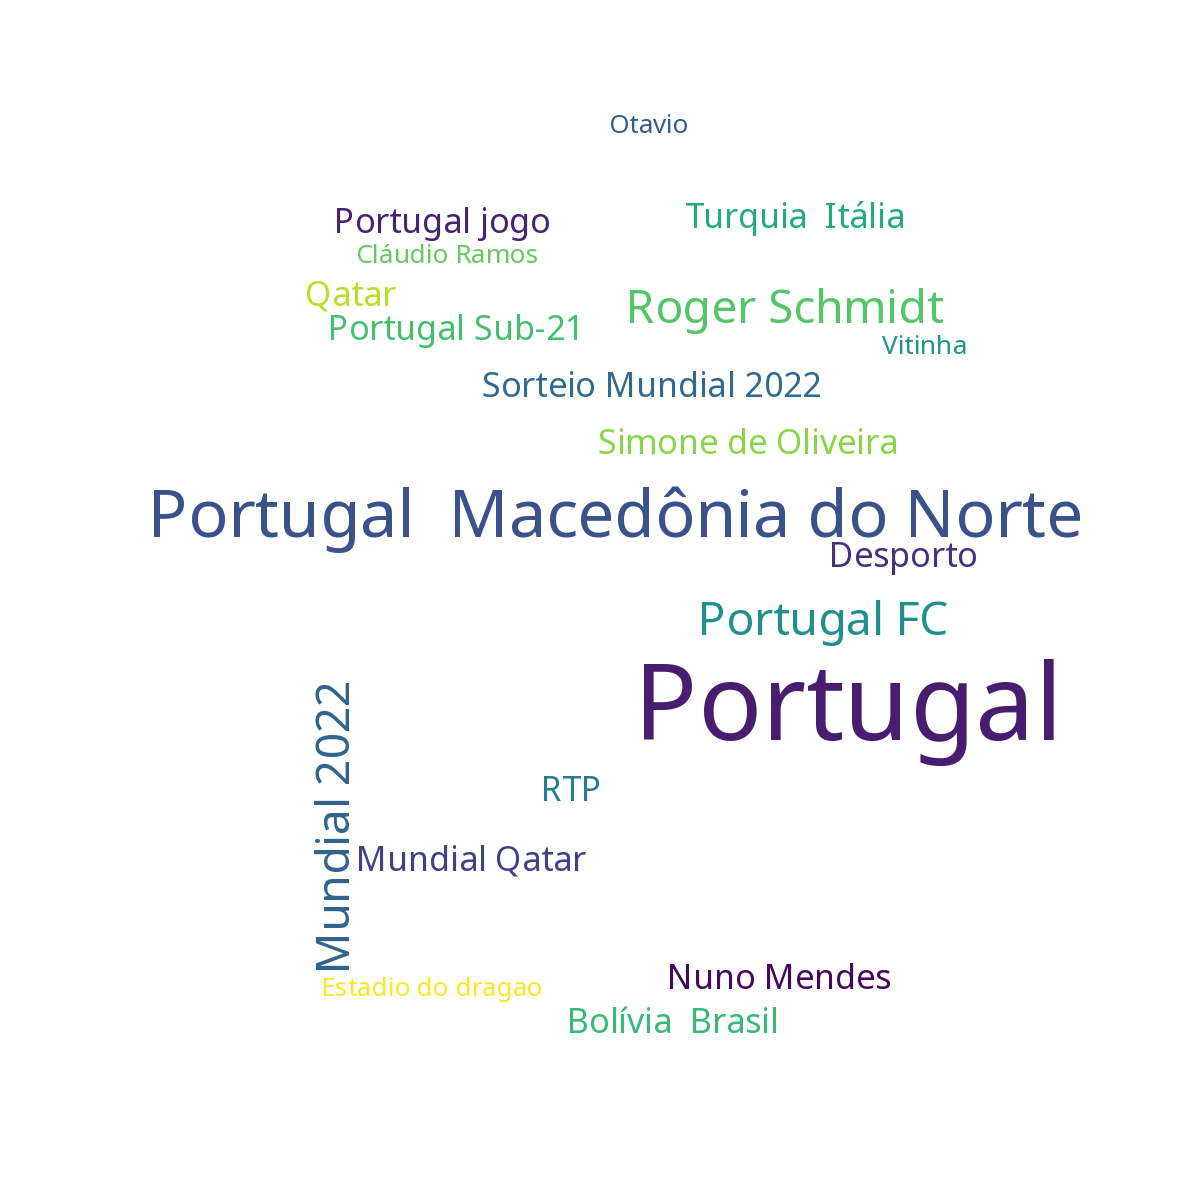 Otavio
Portugal jogo
Turquia Itália
Cláudio Ramos
Qatar
Roger Schmidt
Portugal Sub-21
Vitinha
Sorteio Mundial 2022
Simone de Oliveira
Portugal Macedônia do Norte
Desporto
Portugal FC
Portugal
Mundial 2022
RTP
Mundial Qatar
Nuno Mendes
Estadio do dragao
Bolívia Brasil